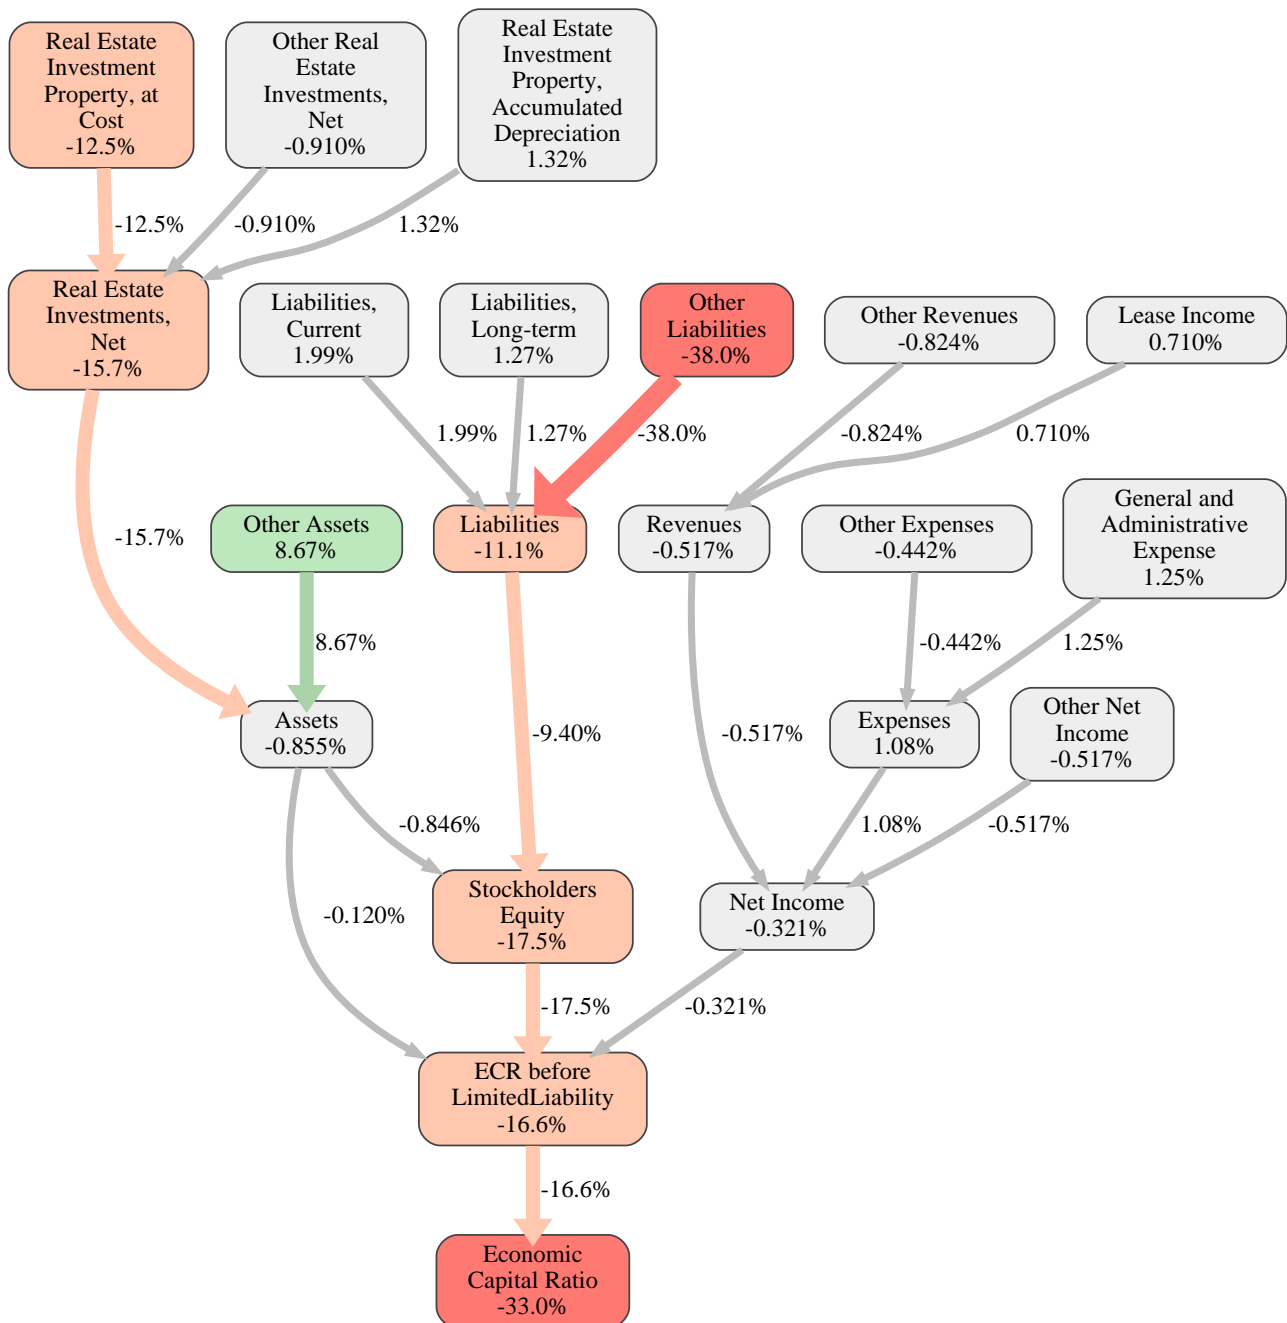 Real Estate
Investment
Property, at
Cost
-12.5%
Other Real
Estate
Investments,
Net
-0.910%
Real Estate
Investment
Property,
Accumulated
Depreciation
1.32%
-12.5%
-0.910%
1.32%
Real Estate
Investments,
Net
-15.7%
Liabilities,
Current
1.99%
Liabilities,
Long-term
1.27%
Other
Liabilities
-38.0%
Other Revenues
-0.824%
Lease Income
0.710%
1.99%
1.27%
-38.0%
-0.824%
0.710%
-15.7%
Other Assets
8.67%
Liabilities
-11.1%
Revenues
-0.517%
Other Expenses
-0.442%
General and
Administrative
Expense
1.25%
8.67%
-9.40%
-0.517%
-0.442%
1.25%
Assets
-0.855%
Expenses
1.08%
Other Net
Income
-0.517%
-0.846%
1.08%
-0.517%
-0.120%
Stockholders
Equity
-17.5%
Net Income
-0.321%
-17.5%
-0.321%
ECR before
LimitedLiability
-16.6%
-16.6%
Economic
Capital Ratio
-33.0%